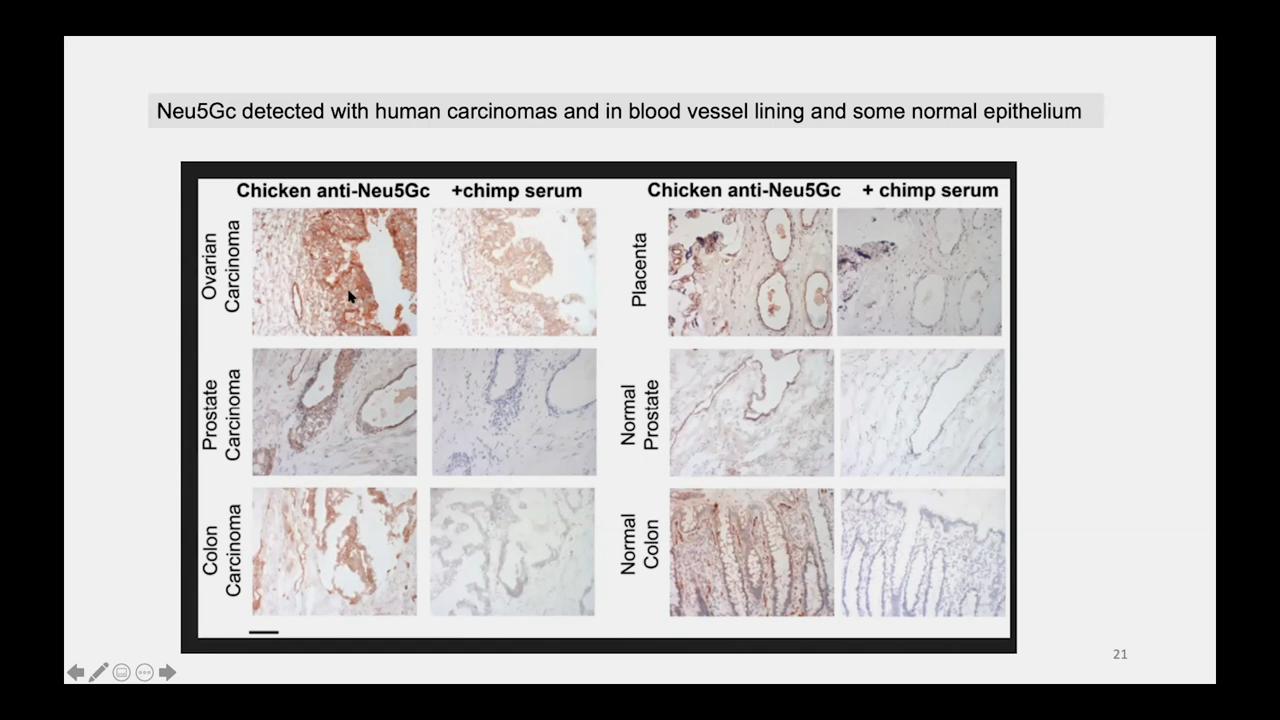 Neu5Gc detected with human carcinomas and in blood vessel lining and some normal epithelium
Chicken anti-Neu5Gc
+chimp serum
Chicken anti-Neu5Gc
+ chimp serum
Ovarian
Carcinoma
Placenta
Prostate
Carcinoma
Normal
Prostate
Colon
Carcinoma
Normal
Colon
21